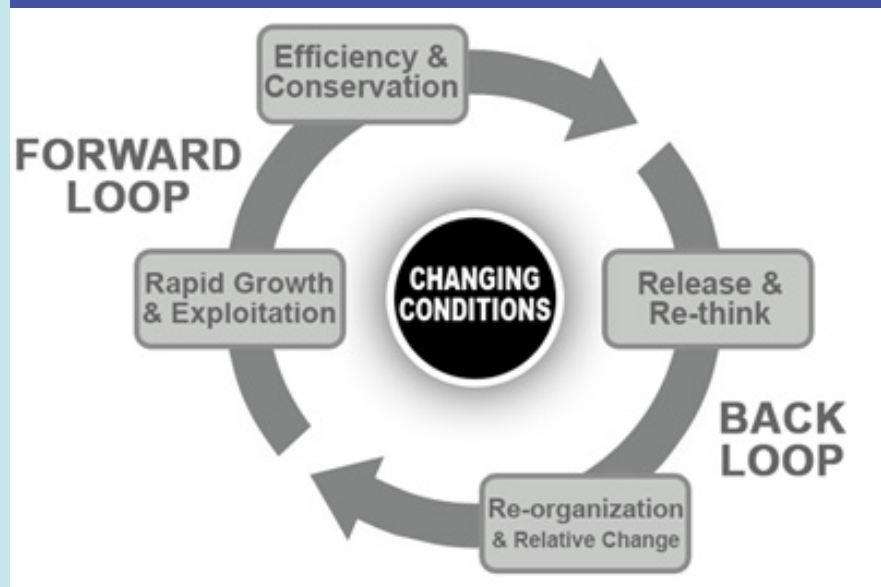 Efficiency &
Conservation
FORWARD
LOOP
Rapid Growth
& Exploitation
CHANGING
CONDITIONS
Release &
Re-think
BACK
LOOP
Re-organization
& Relative Change